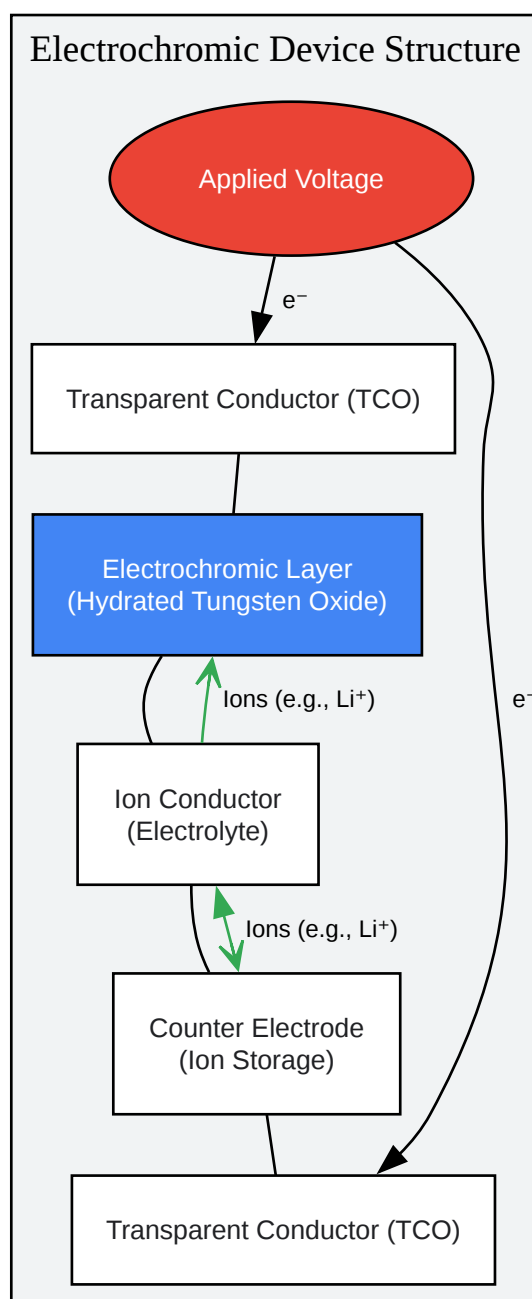 Electrochromic Device Structure
Applied Voltage
e⁻
Transparent Conductor (TCO)
Electrochromic Layer
(Hydrated Tungsten Oxide)
Ions (e.g., Li⁺)
e⁻
Ion Conductor
(Electrolyte)
Ions (e.g., Li⁺)
Counter Electrode
(Ion Storage)
Transparent Conductor (TCO)